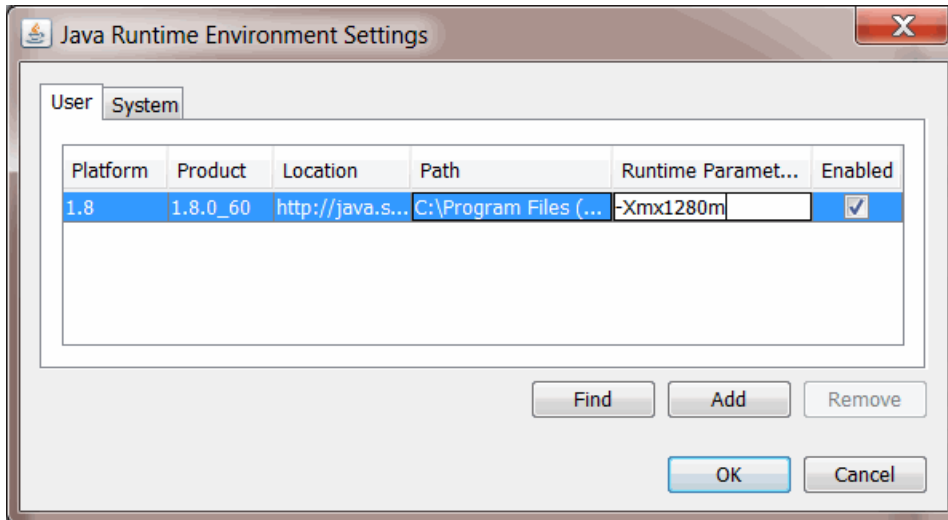 Java Runtime Environment Settings
User System
Platform Product Location Path Runtime Paramet... Enabled
1.8 1.8.0_60 http://java.s... C:\Program Files (... -Xmx1280m
Find Add Remove
OK Cancel